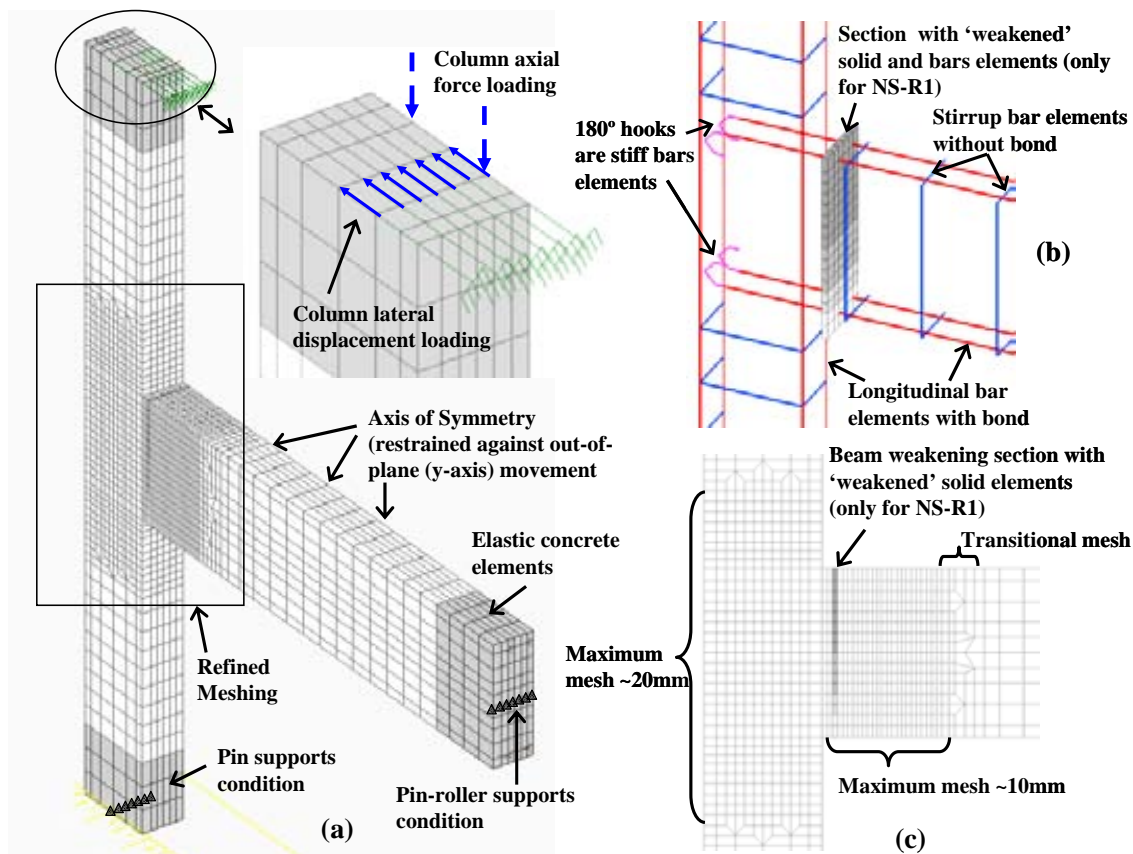 Column axial
force loading
Column lateral
displacement loading
Axis of Symmetry
(restrained against out-of-
plane (y-axis) movement
Elastic concrete
elements
Refined
Meshing
Pin supports
condition
Pin-roller supports
condition
(a)
Section with ‘weakened’
solid and bars elements (only
for NS-R1)
Stirrup bar elements
without bond
180º hooks
are stiff bars
elements
(b)
Longitudinal bar
elements with bond
Beam weakening section with
‘weakened’ solid elements
(only for NS-R1)
Transitional mesh
Maximum
mesh ~20mm
Maximum mesh ~10mm
(c)